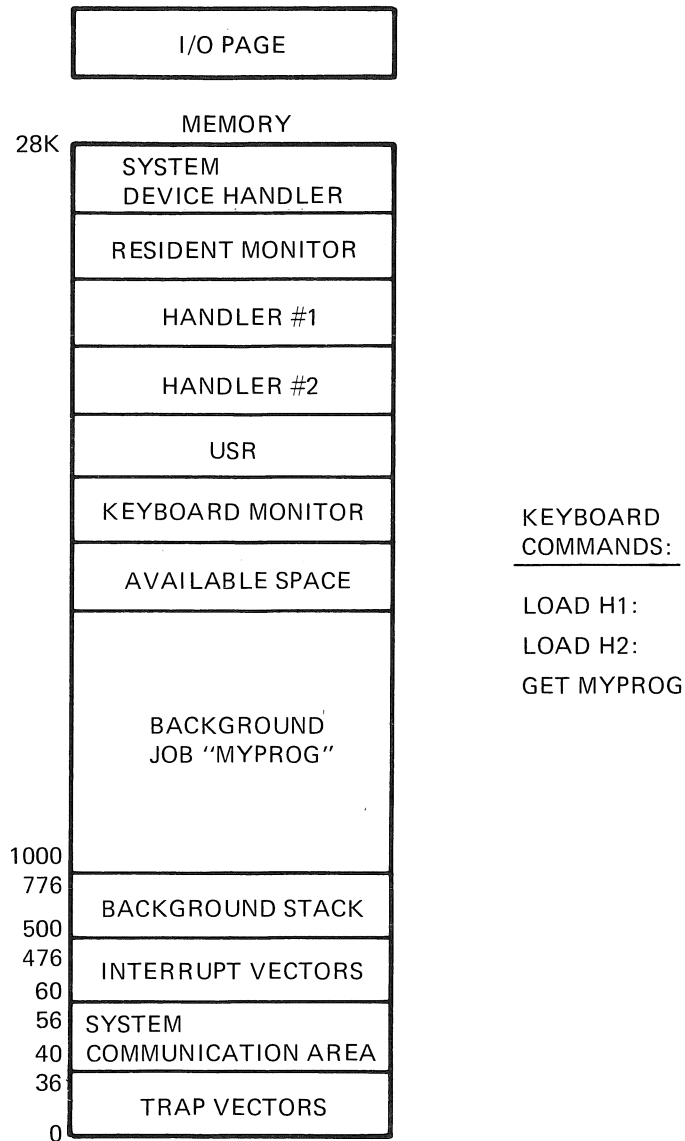 I/O PAGE
MEMORY
28K
SYSTEM
DEVICE HANDLER
RESIDENT MONITOR
HANDLER #1
HANDLER #2
USR
KEYBOARD MONITOR
AVAILABLE SPACE
BACKGROUND
JOB "MYPROG"
1000
776
BACKGROUND STACK
500
476
INTERRUPT VECTORS
60
56
SYSTEM
COMMUNICATION AREA
40
36
TRAP VECTORS
0
KEYBOARD
COMMANDS:
LOAD H1:
LOAD H2:
GET MYPROG